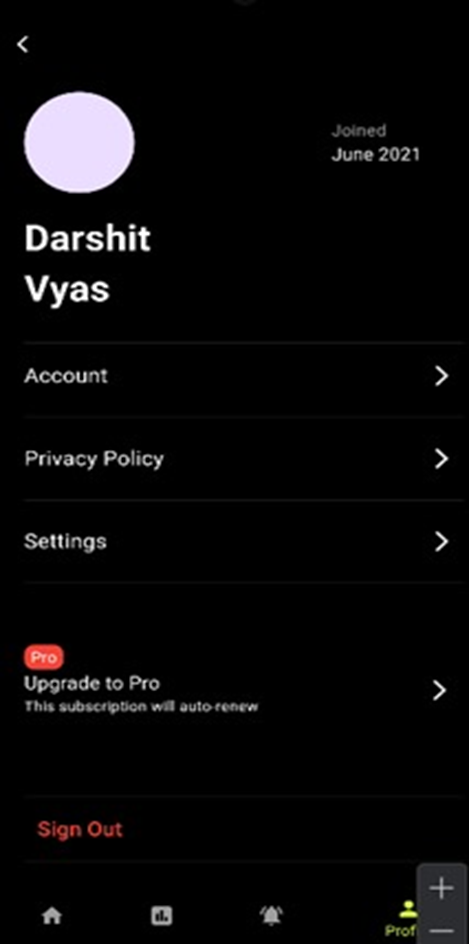 Joined
June 2021
Darshit
Vyas
Account
Privacy Policy
Settings
Pro
Upgrade to Pro
This subscription will auto-renew
Sign Out